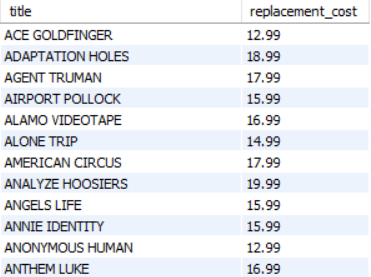 title replacement_cost
ACE GOLDFINGER 12.99
ADAPTATION HOLES 18.99
AGENT TRUMAN 17.99
AIRPORT POLLOCK 15.99
ALAMO VIDEOTAPE 16.99
ALONE TRIP 14.99
AMERICAN CIRCUS 17.99
ANALYZE HOOSIERS 19.99
ANGELS LIFE 15.99
ANNIE IDENTITY 15.99
ANONYMOUS HUMAN 12.99
ANTHEM LUKE 16.99